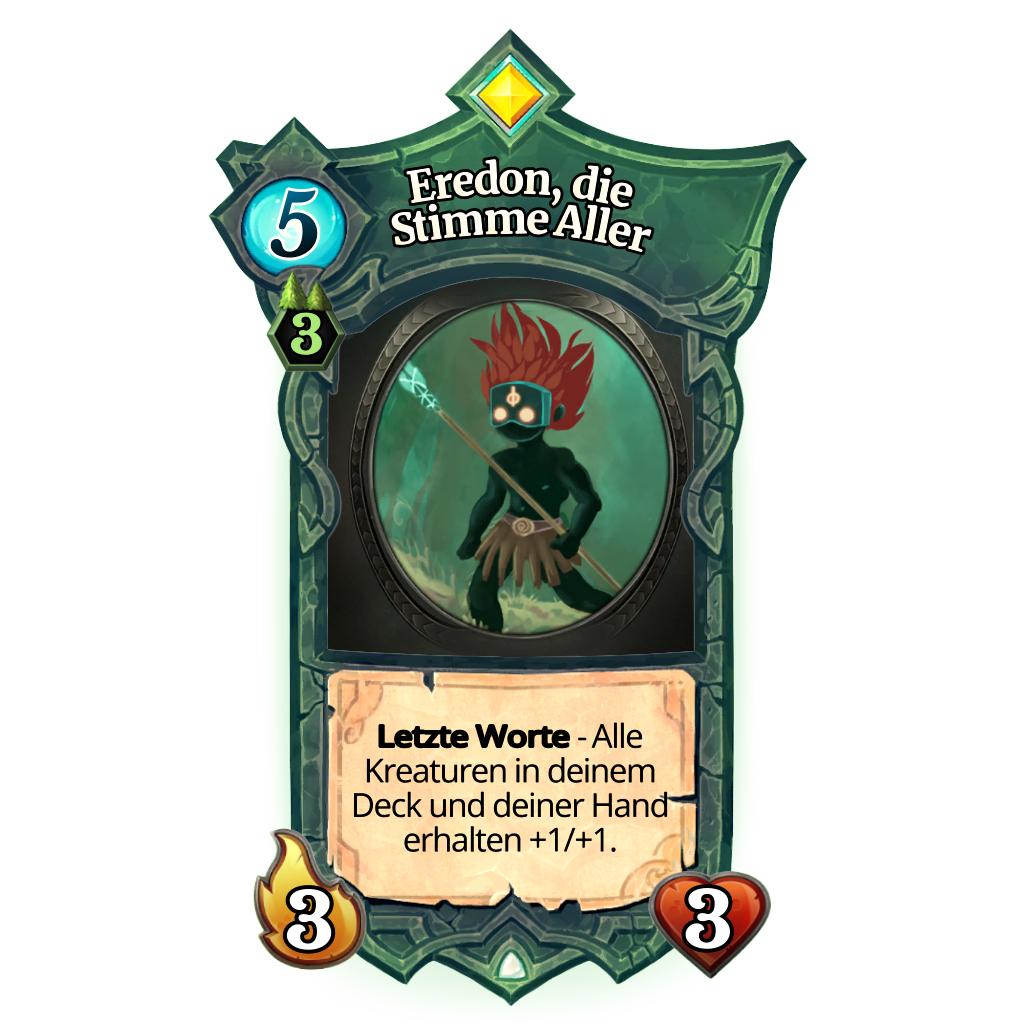 5
Eredon, die
Stimme Aller
3
Letzte Worte - Alle
Kreaturen in deinem
Deck und deiner Hand
erhalten +1/+1.
3
3